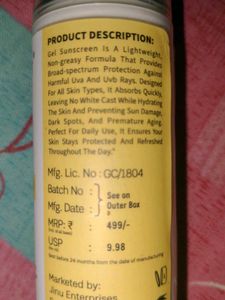 PRODUCT DESCRIPTION:
Gel Sunscreen Is A Lightweight,
Non-greasy Formula That Provides
Broad-spectrum Protection Against
Harmful Uva And Uvb Rays. Designed
For All Skin Types, It Absorbs Quickly,
Leaving No White Cast While Hydrating
The Skin And Preventing Sun Damage,
Dark Spots, And Premature Aging.
Perfect For Daily Use, It Ensures Your
Skin Stays Protected And Refreshed
Throughout The Day."
Mfg. Lic. No : GC/1804
Batch No : See on
Mfg. Date : Outer Box
MRP: ₹ : 499/-
(Incl. of all taxes)
USP : 9.98
Best before 24 months from the date of manufacturing
Marketed by:
Jinu Enterprises